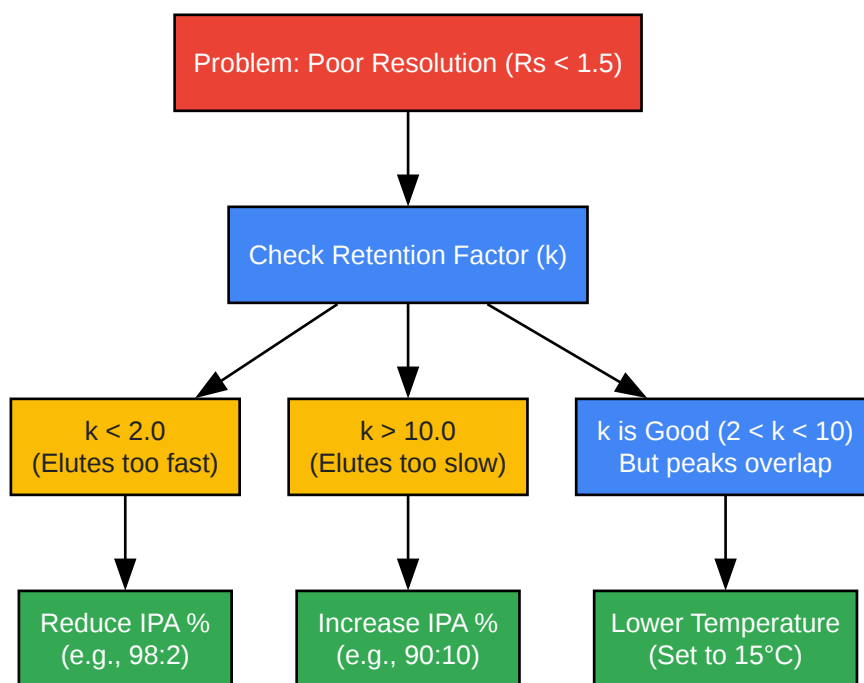 Problem: Poor Resolution (Rs < 1.5)
Check Retention Factor (k)
k < 2.0
(Elutes too fast)
k > 10.0
(Elutes too slow)
k is Good (2 < k < 10)
But peaks overlap
Reduce IPA %
(e.g., 98:2)
Increase IPA %
(e.g., 90:10)
Lower Temperature
(Set to 15°C)